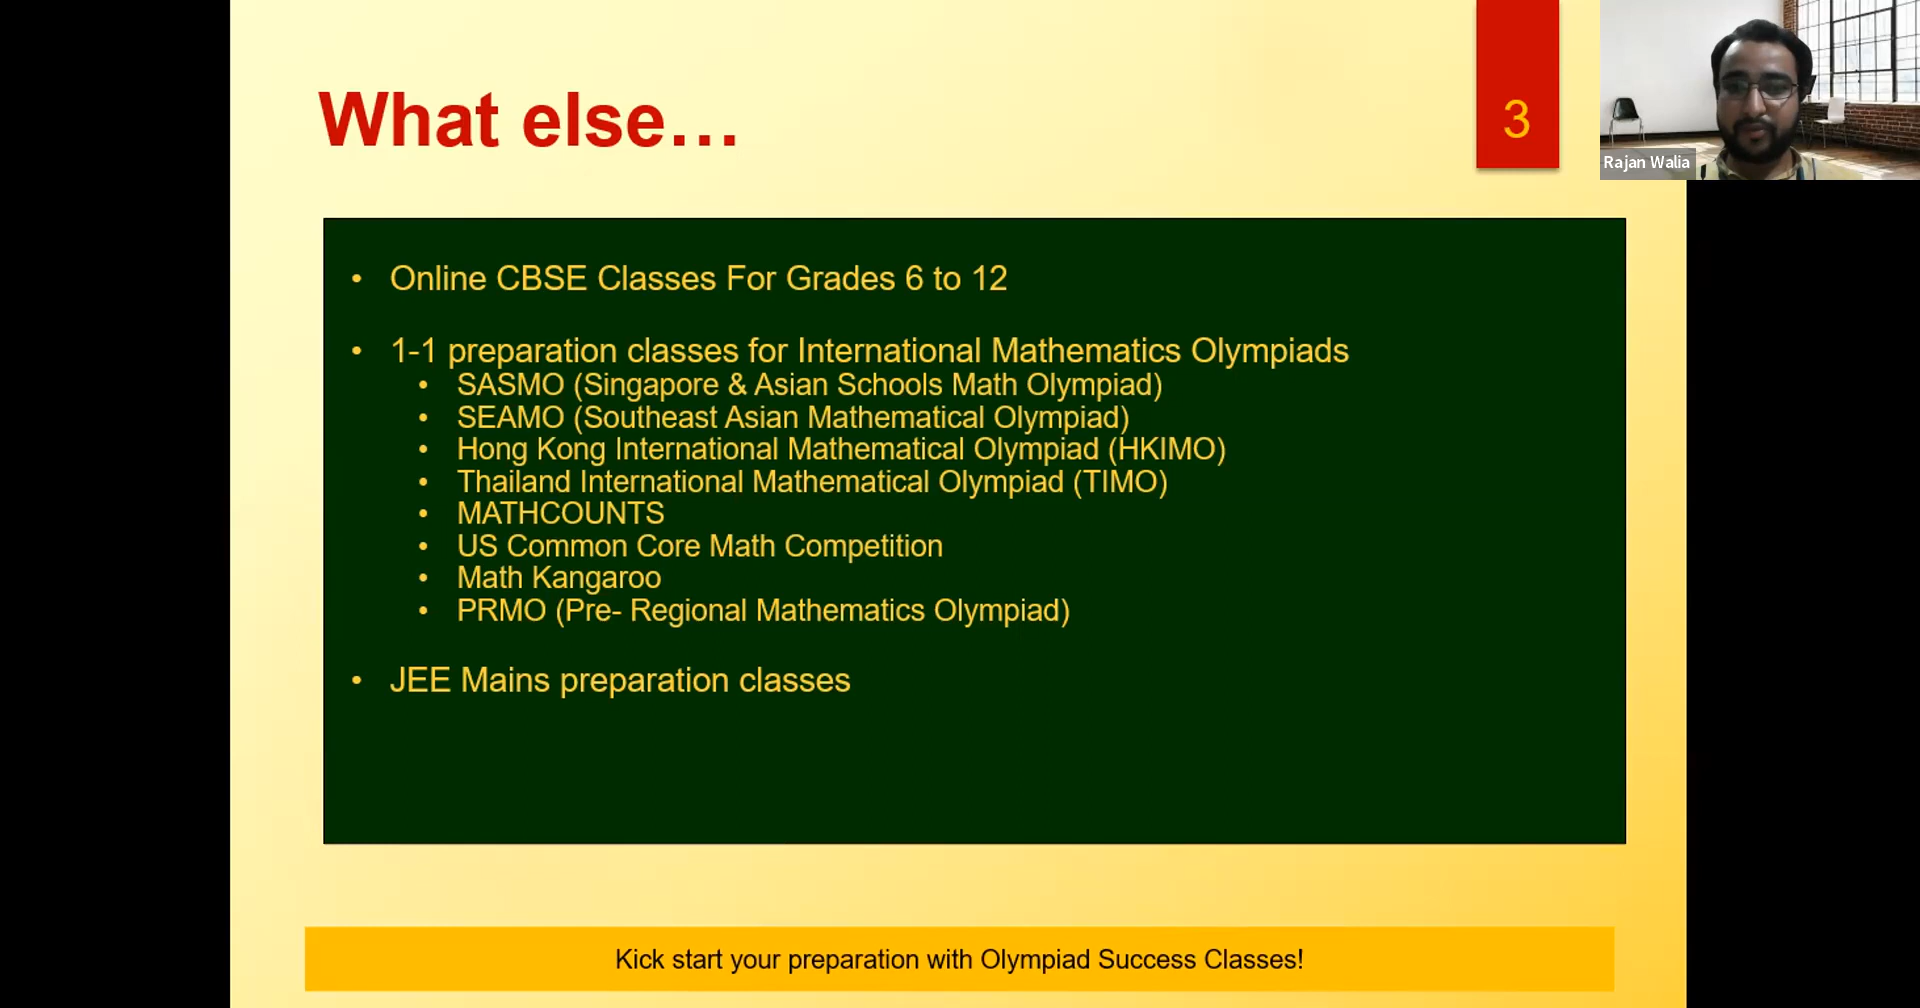 What else…
3
Rajan Walia
• Online CBSE Classes For Grades 6 to 12
• 1-1 preparation classes for International Mathematics Olympiads
• SASMO (Singapore & Asian Schools Math Olympiad)
• SEAMO (Southeast Asian Mathematical Olympiad)
• Hong Kong International Mathematical Olympiad (HKIMO)
• Thailand International Mathematical Olympiad (TIMO)
• MATHCOUNTS
• US Common Core Math Competition
• Math Kangaroo
• PRMO (Pre- Regional Mathematics Olympiad)
• JEE Mains preparation classes
Kick start your preparation with Olympiad Success Classes!